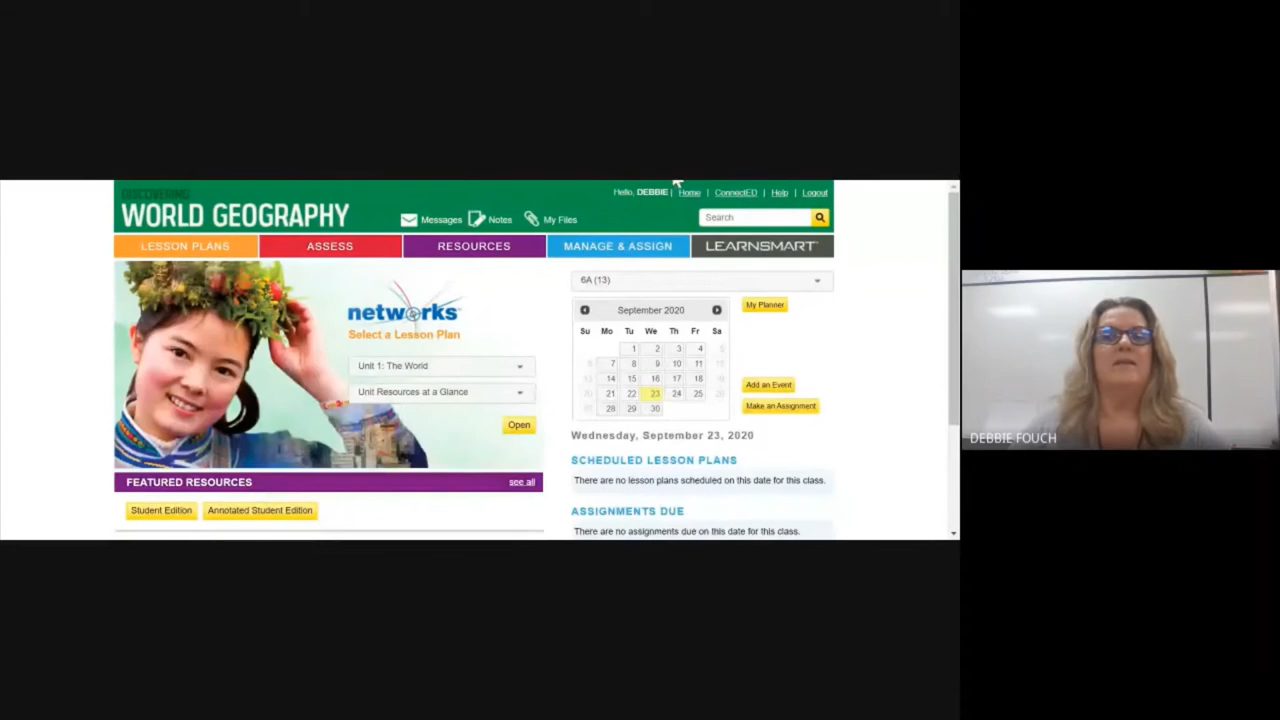 DISCOVERING
WORLD GEOGRAPHY
Hello, DEBBIE | Home | ConnectED | Help | Logout
Messages Notes My Files
Search
LESSON PLANS ASSESS RESOURCES MANAGE & ASSIGN LEARNSMART
networks
Select a Lesson Plan
Unit 1: The World
Unit Resources at a Glance
Open
FEATURED RESOURCES see all
Student Edition Annotated Student Edition
6A (13)
September 2020
Su Mo Tu We Th Fr Sa
1 2 3 4 5
6 7 8 9 10 11
13 14 15 16 17 18
20 21 22 23 24 25 26
27 28 29 30
My Planner
Add an Event
Make an Assignment
Wednesday, September 23, 2020
SCHEDULED LESSON PLANS
There are no lesson plans scheduled on this date for this class.
ASSIGNMENTS DUE
There are no assignments due on this date for this class.
DEBBIE FOUCH